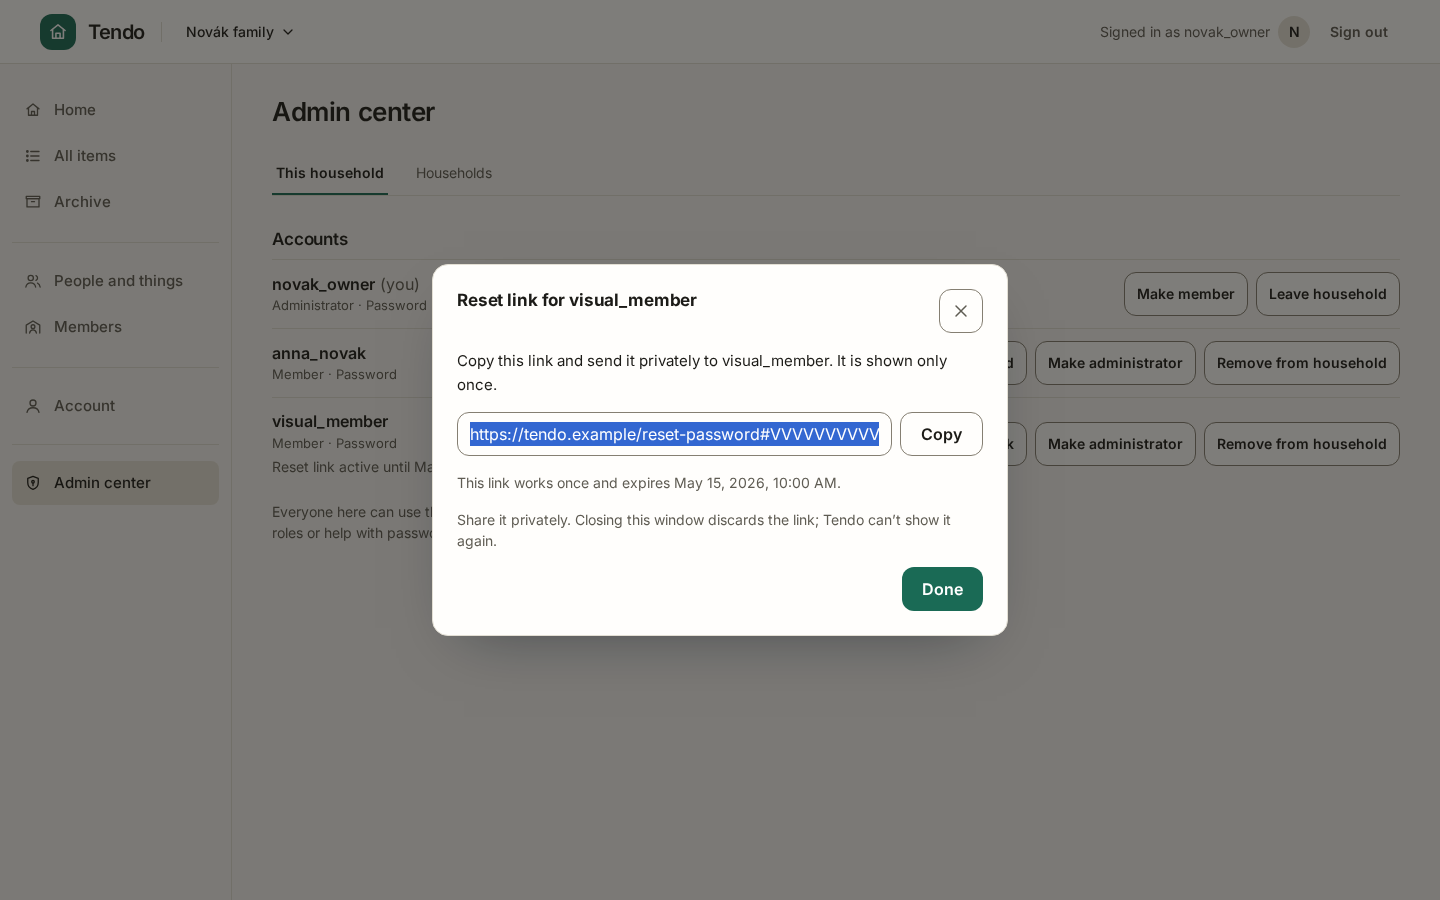 Tendo
Novák family
Signed in as novak_owner
N
Sign out
Home
All items
Archive
People and things
Members
Account
Admin center
Admin center
This household
Households
Accounts
novak_owner (you)
Administrator · Password
Make member
Leave household
anna_novak
Member · Password
Make administrator
Remove from household
visual_member
Member · Password
Reset link active until
Make administrator
Remove from household
Everyone here can use
roles or help with
Reset link for visual_member
Copy this link and send it privately to visual_member. It is shown only
once.
https://tendo.example/reset-password#VVVVVVVVVV
Copy
This link works once and expires May 15, 2026, 10:00 AM.
Share it privately. Closing this window discards the link; Tendo can’t show it
again.
Done